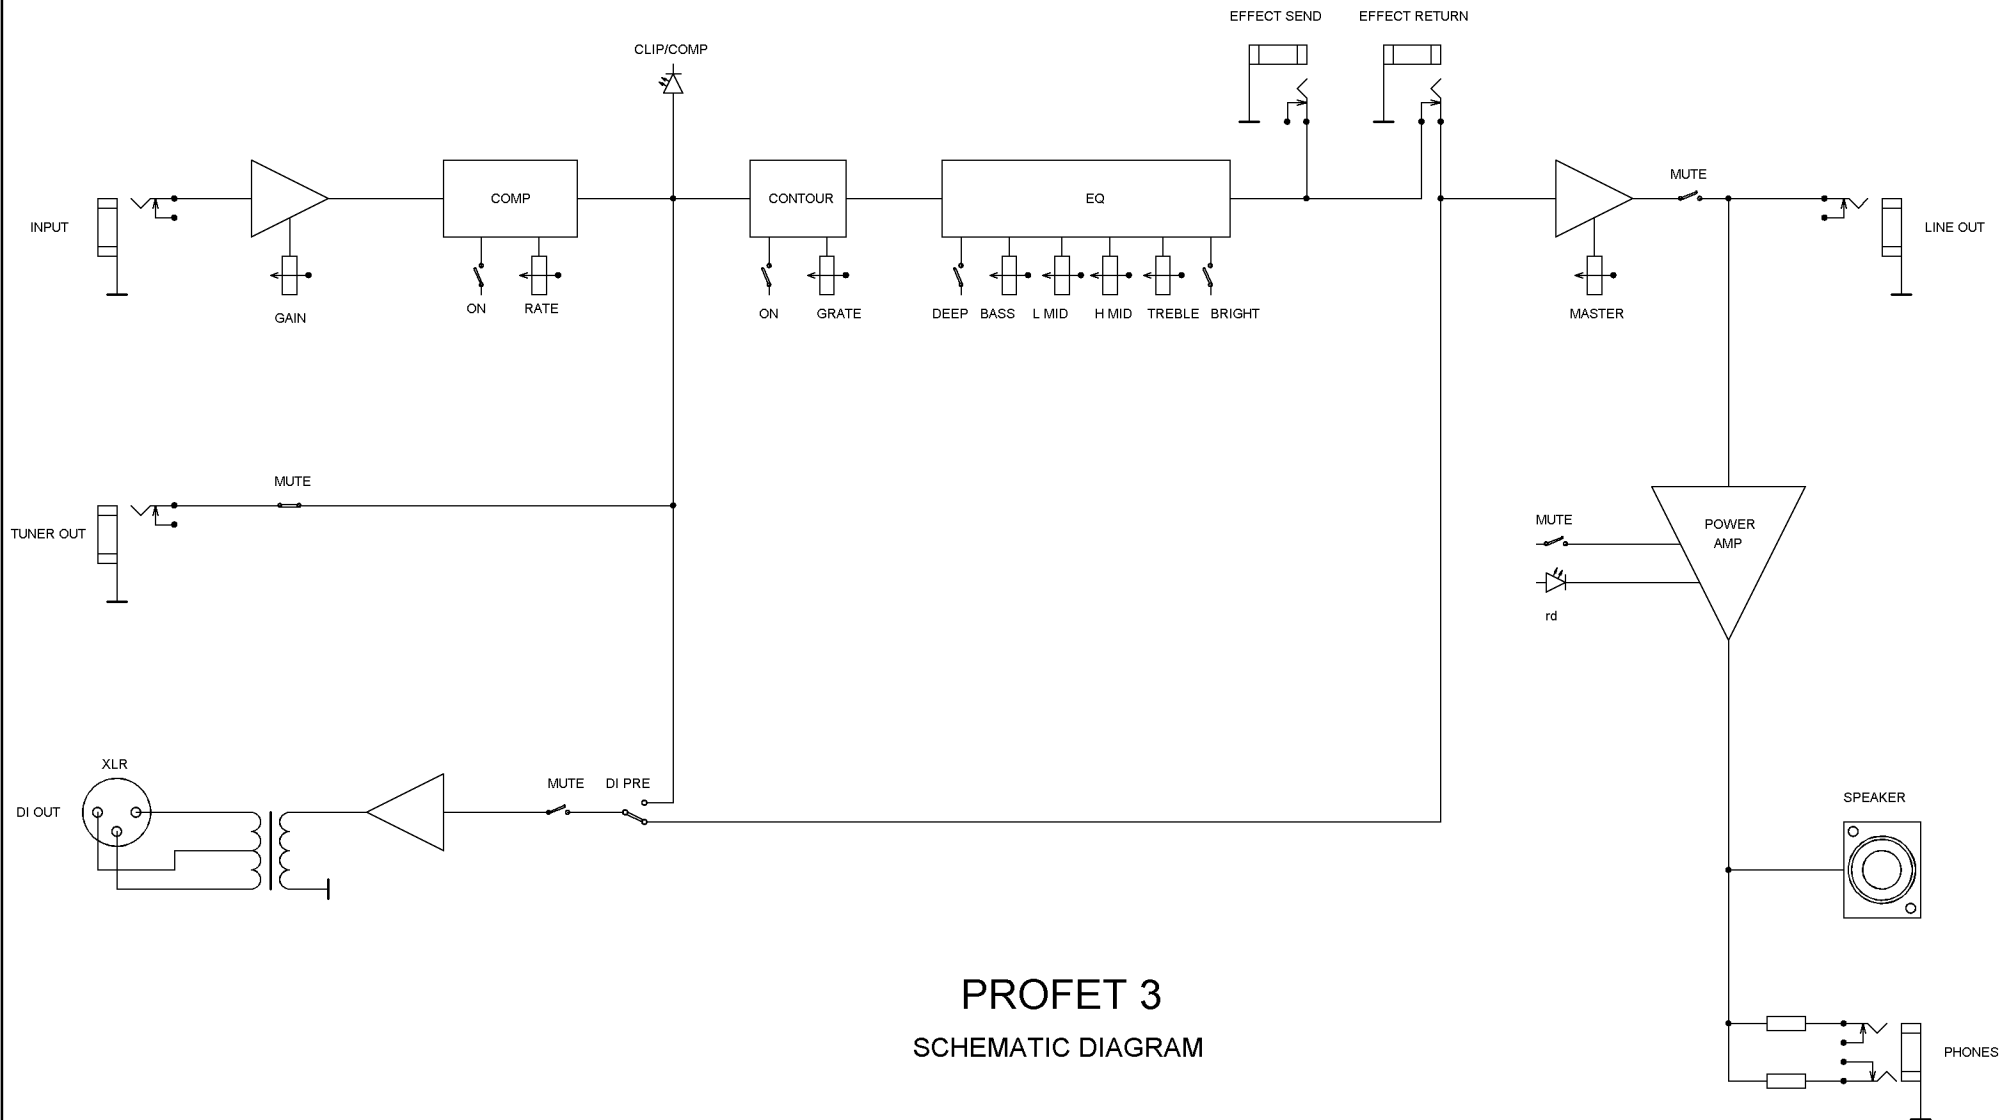 EFFECT SEND
EFFECT RETURN
CLIP/COMP
MUTE
COMP
CONTOUR
EQ
INPUT
LINE OUT
GAIN
ON
RATE
ON
GRATE
DEEP
BASS
L MID
H MID
TREBLE
BRIGHT
MASTER
MUTE
TUNER OUT
MUTE
POWER
AMP
rd
XLR
MUTE
DI PRE
DI OUT
SPEAKER
PROFET 3
SCHEMATIC DIAGRAM
PHONES